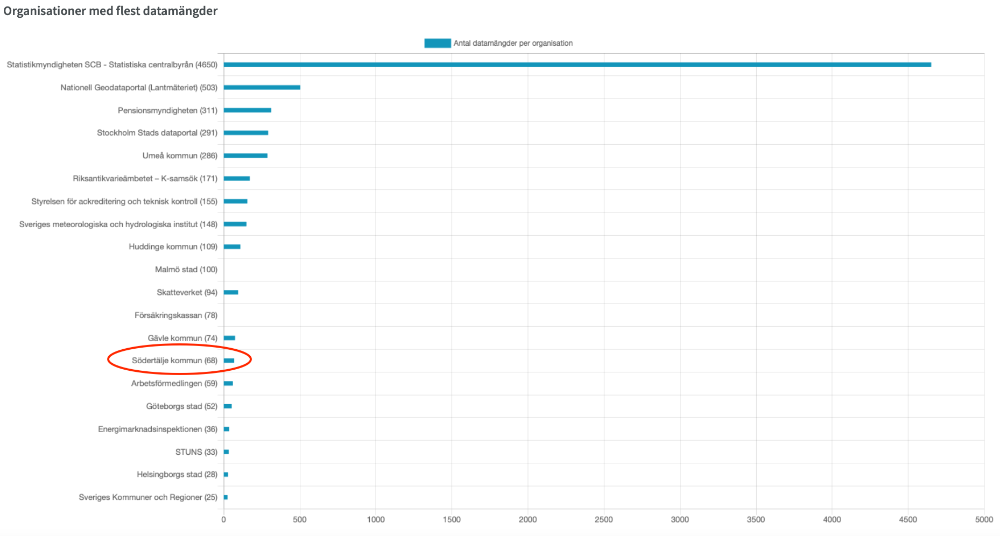 Organisationer med flest datamängder
Antal datamängder per organisation
Statistikmyndigheten SCB - Statistiska centralbyrån (4650)
Nationell Geodataportal (Lantmäteriet) (503)
Pensionsmyndigheten (311)
Stockholm Stads dataportal (291)
Umeå kommun (286)
Riksantikvarieämbetet – K-samsök (171)
Styrelsen för ackreditering och teknisk kontroll (155)
Sveriges meteorologiska och hydrologiska institut (148)
Huddinge kommun (109)
Malmö stad (100)
Skatteverket (94)
Försäkringskassan (78)
Gävle kommun (74)
Södertälje kommun (68)
Arbetsförmedlingen (59)
Göteborgs stad (52)
Energimarknadsinspektionen (36)
STUNS (33)
Helsingborgs stad (28)
Sveriges Kommuner och Regioner (25)
0 500 1000 1500 2000 2500 3000 3500 4000 4500 5000